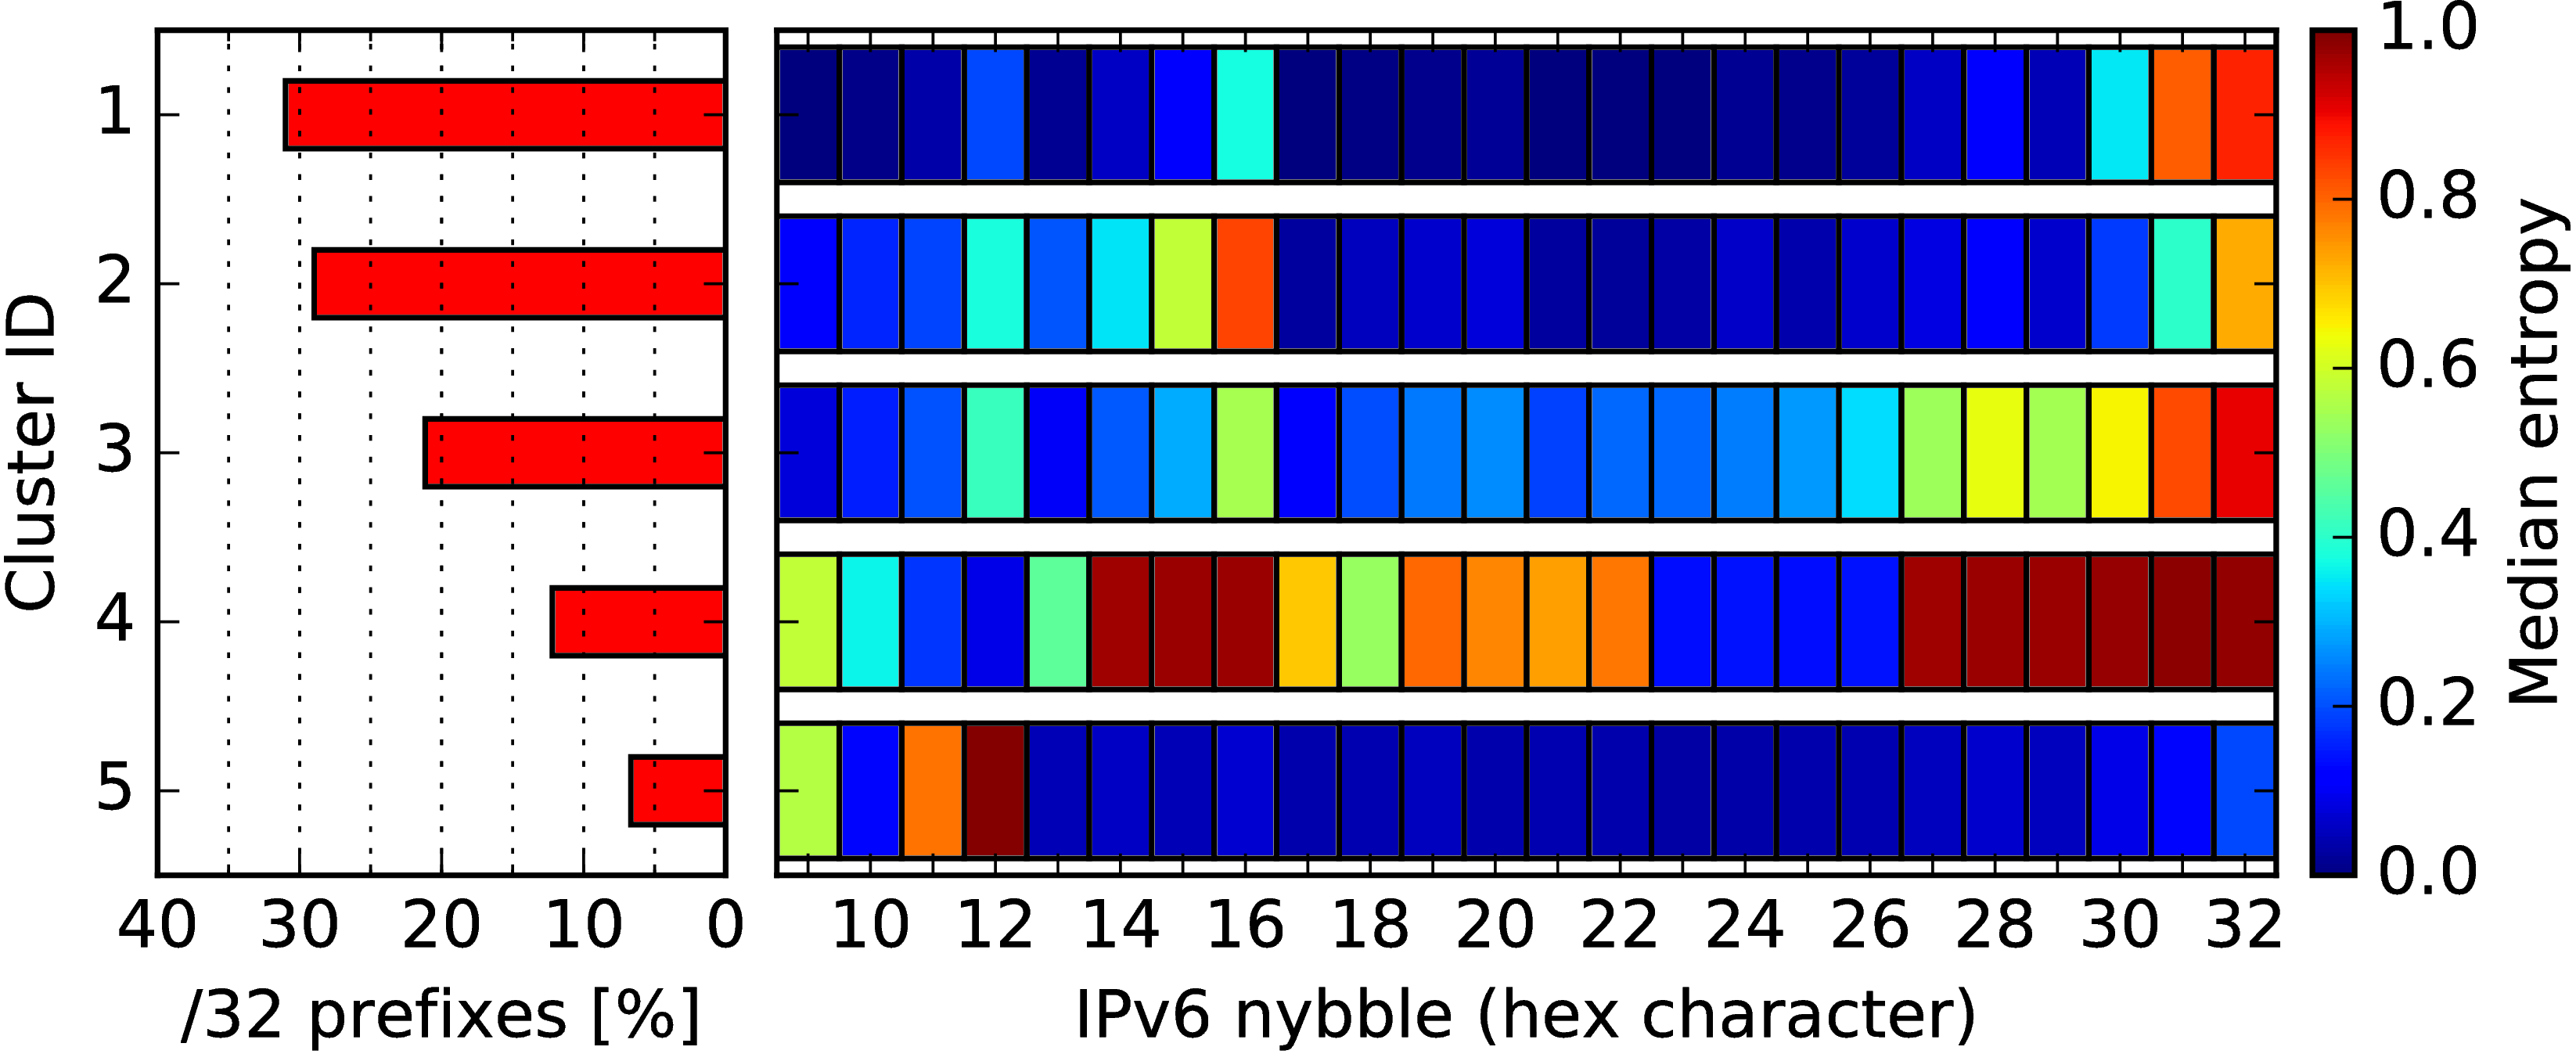 Cluster ID
1
2
3
4
5
40 30 20 10 0
/32 prefixes [%]
10 12 14 16 18 20 22 24 26 28 30 32
IPv6 nybble (hex character)
1.0
0.8
0.6
0.4
0.2
0.0
Median entropy